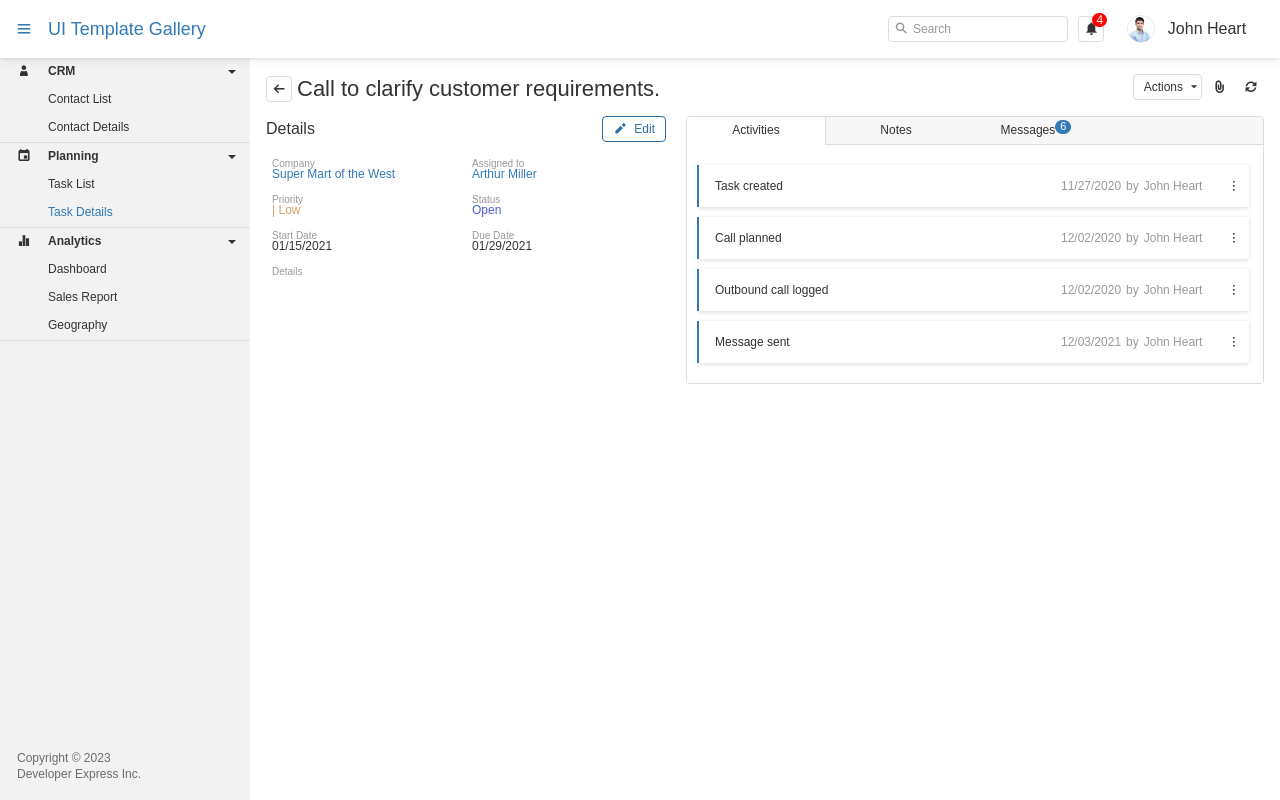 UI Template Gallery
Search
4
John Heart
CRM
Contact List
Contact Details
Planning
Task List
Task Details
Analytics
Dashboard
Sales Report
Geography
Copyright © 2023
Developer Express Inc.
Call to clarify customer requirements.
Actions
Details
Edit
Company
Super Mart of the West
Assigned to
Arthur Miller
Priority
| Low
Status
Open
Start Date
01/15/2021
Due Date
01/29/2021
Details
Activities
Notes
Messages 6
Task created 11/27/2020 by John Heart
Call planned 12/02/2020 by John Heart
Outbound call logged 12/02/2020 by John Heart
Message sent 12/03/2021 by John Heart